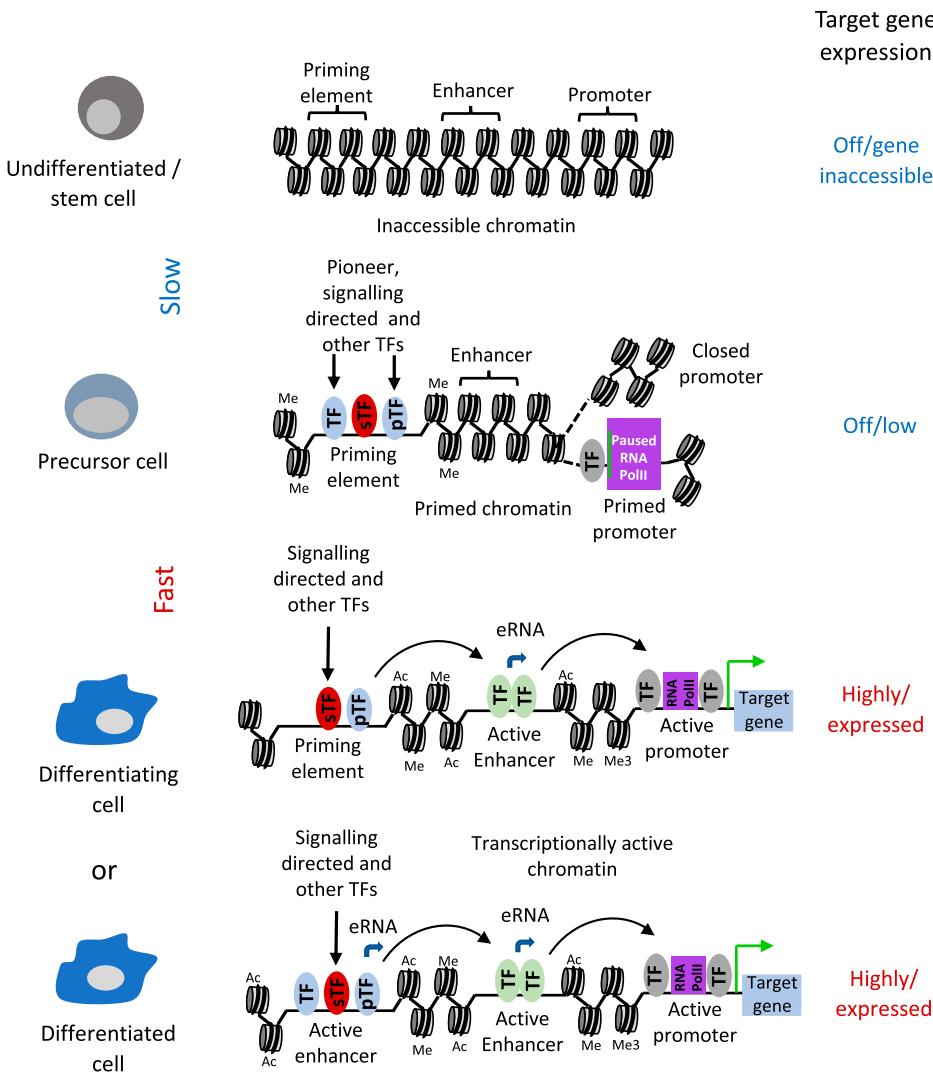 Target gene
expression
Priming
element
Enhancer
Promoter
Undifferentiated /
stem cell
Off/gene
inaccessible
Inaccessible chromatin
Slow
Pioneer,
signalling
directed and
other TFs
Enhancer
Closed
promoter
Me
Me
TF
sTF
pTF
Precursor cell
Me
Priming
element
Me
TF
Paused
RNA
PolII
Off/low
Primed chromatin
Primed
promoter
Fast
Signalling
directed and
other TFs
eRNA
Ac
Me
Ac
sTF
pTF
TF
TF
TF
RNA
PolII
TF
Target
gene
Highly/
expressed
Priming
element
Me
Ac
Active
Enhancer
Me
Me3
Active
promoter
Differentiating
cell
or
Signalling
directed and
other TFs
Transcriptionally active
chromatin
eRNA
eRNA
Ac
Ac
Me
Ac
TF
sTF
pTF
TF
TF
TF
RNA
PolII
TF
Target
gene
Highly/
expressed
Ac
Active
enhancer
Me
Ac
Active
Enhancer
Me
Me3
Active
promoter
Differentiated
cell